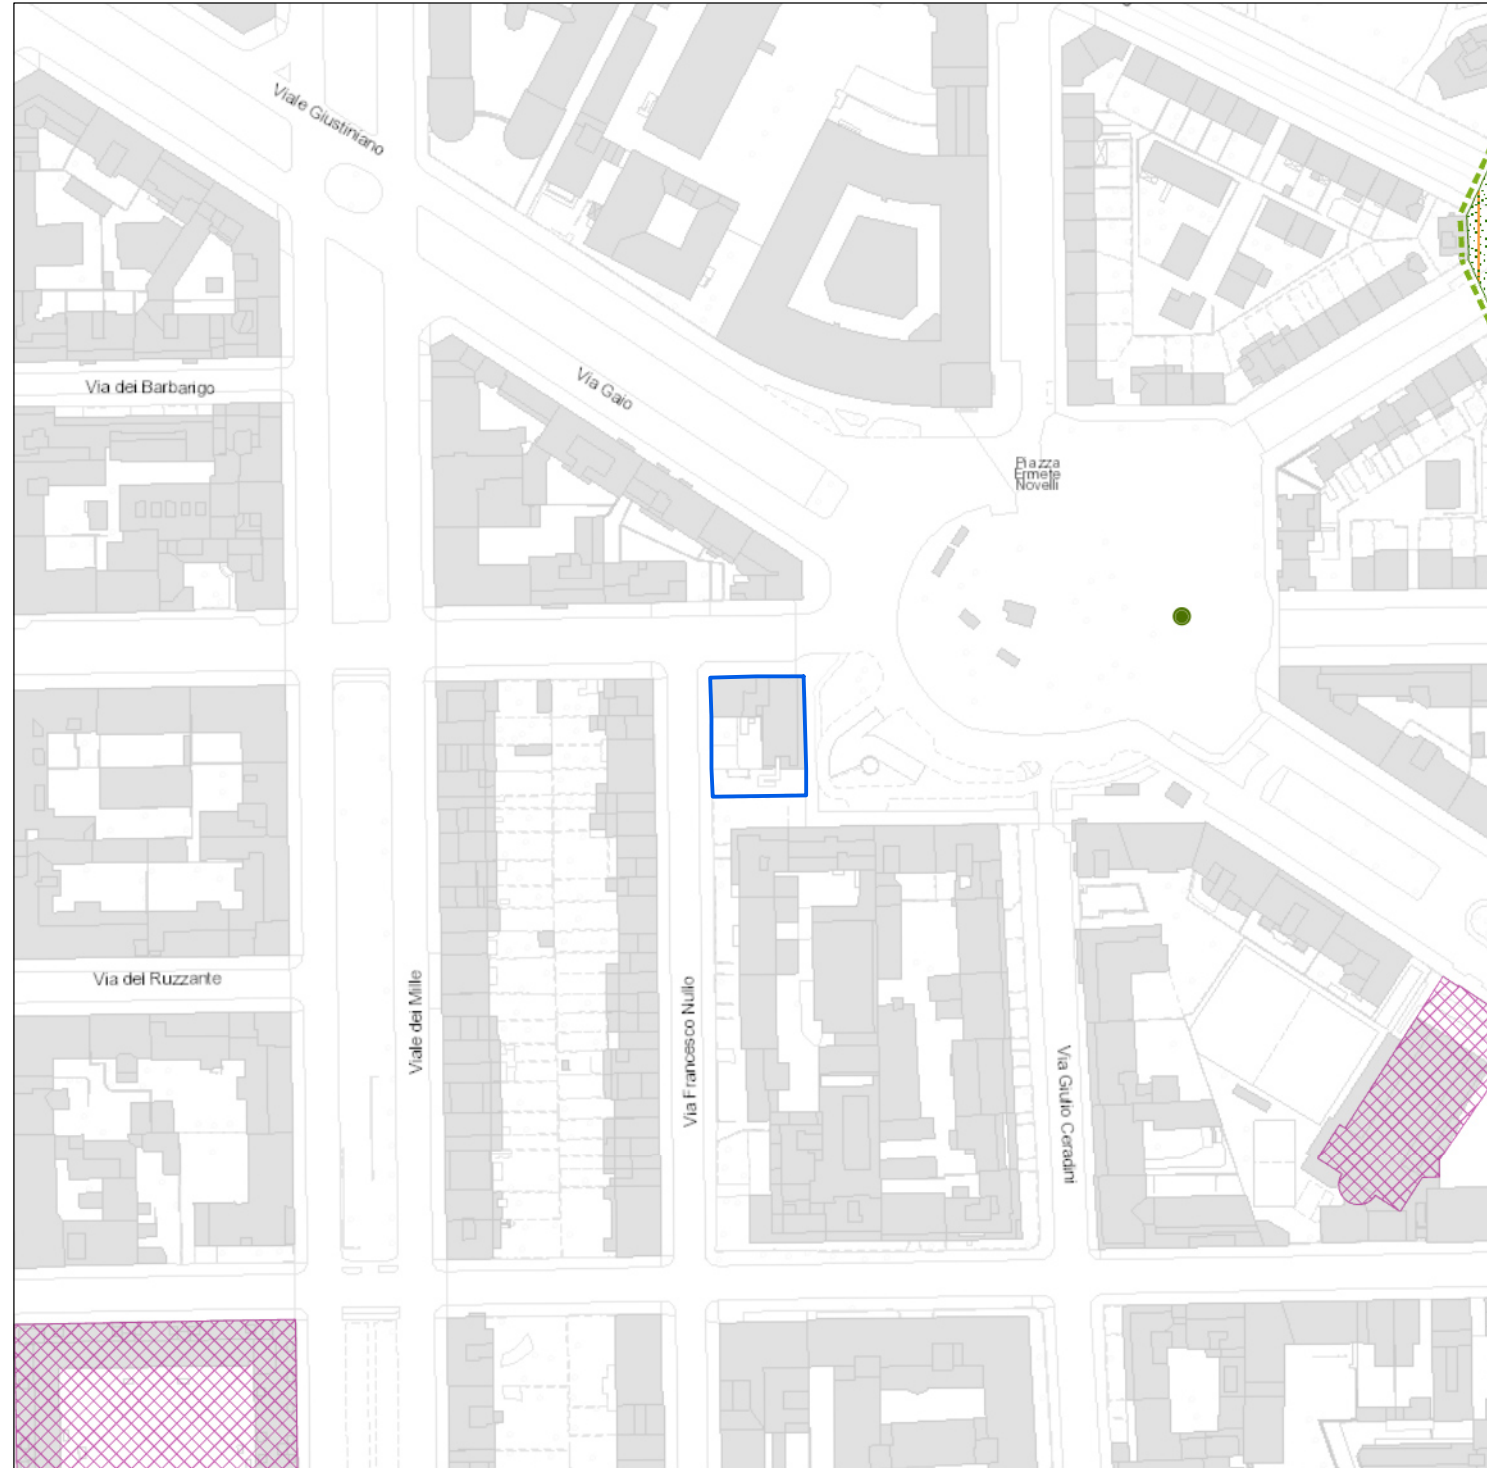 Viale Giustiniano
Via dei Barbarigo
Via Gaio
Piazza
Ermete
Novelli
Via del Ruzzante
Viale dei Mille
Via Francesco Nullo
Via Giulio Ceradini